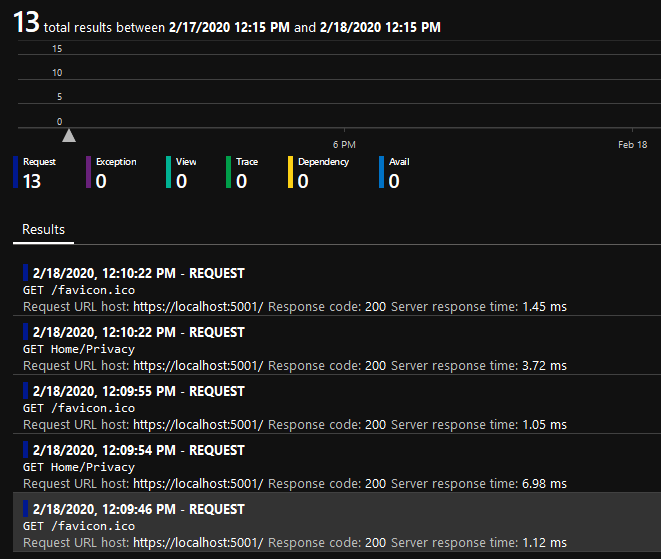 13 total results between 2/17/2020 12:15 PM and 2/18/2020 12:15 PM
15
10
5
0
6 PM
Feb 18
Request Exception View Trace Dependency Avail
13 0 0 0 0 0
Results
2/18/2020, 12:10:22 PM - REQUEST
GET /favicon.ico
Request URL host: https://localhost:5001/ Response code: 200 Server response time: 1.45 ms
2/18/2020, 12:10:22 PM - REQUEST
GET Home/Privacy
Request URL host: https://localhost:5001/ Response code: 200 Server response time: 3.72 ms
2/18/2020, 12:09:55 PM - REQUEST
GET /favicon.ico
Request URL host: https://localhost:5001/ Response code: 200 Server response time: 1.05 ms
2/18/2020, 12:09:54 PM - REQUEST
GET Home/Privacy
Request URL host: https://localhost:5001/ Response code: 200 Server response time: 6.98 ms
2/18/2020, 12:09:46 PM - REQUEST
GET /favicon.ico
Request URL host: https://localhost:5001/ Response code: 200 Server response time: 1.12 ms